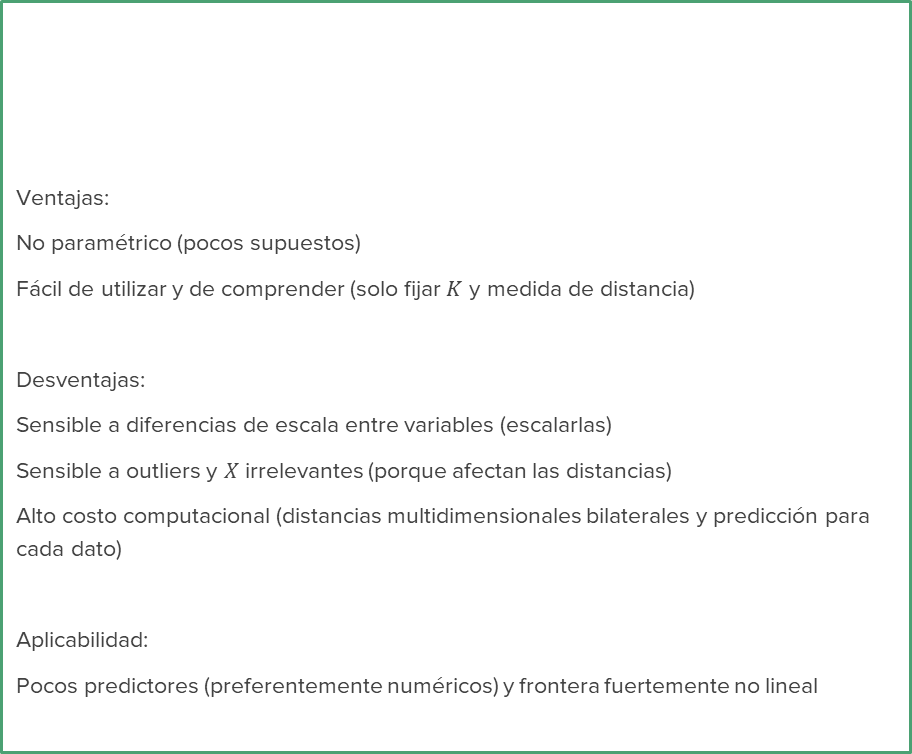 Ventajas:
No paramétrico (pocos supuestos)
Fácil de utilizar y de comprender (solo fijar K y medida de distancia)
Desventajas:
Sensible a diferencias de escala entre variables (escalarlas)
Sensible a outliers y X irrelevantes (porque afectan las distancias)
Alto costo computacional (distancias multidimensionales bilaterales y predicción para
cada dato)
Aplicabilidad:
Pocos predictores (preferentemente numéricos) y frontera fuertemente no lineal